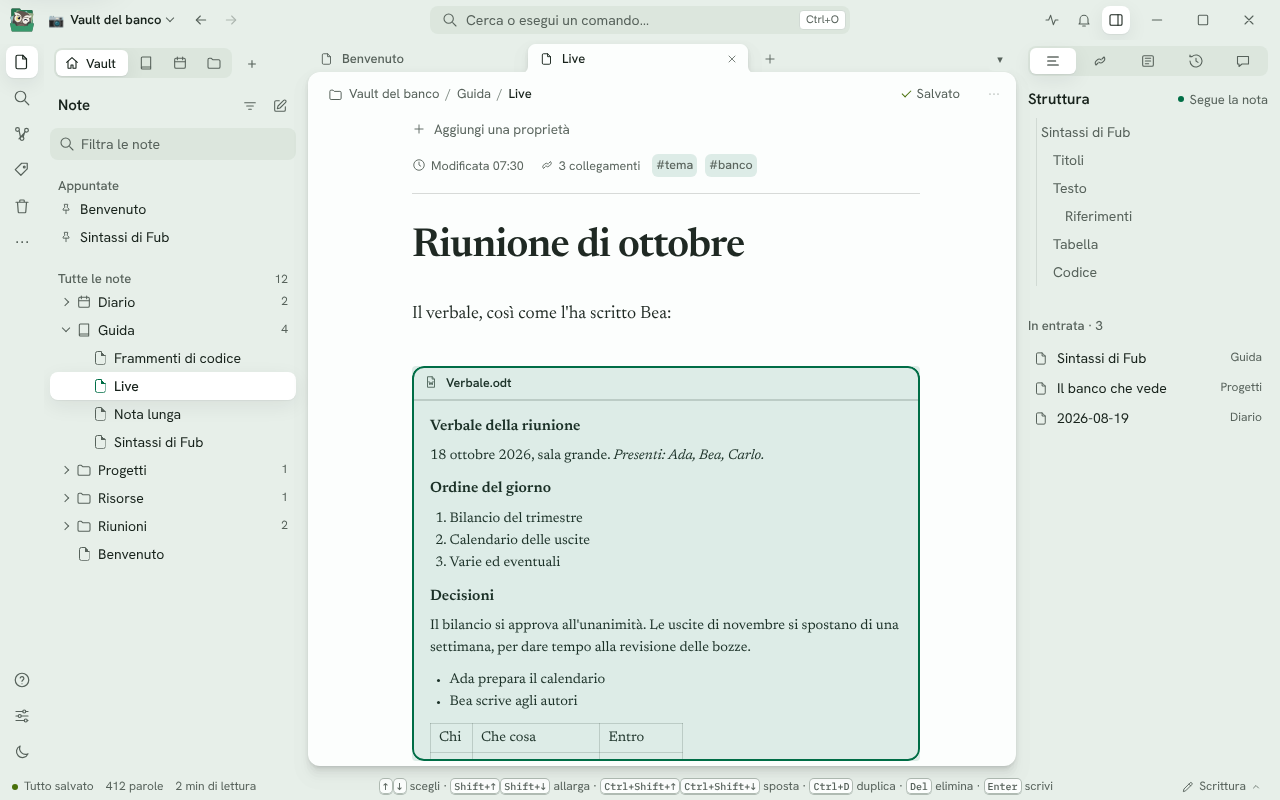 Vault del banco
Cerca o esegui un comando...
Ctrl+O
Vault
Note
Filtra le note
Appuntate
Benvenuto
Sintassi di Fub
Tutte le note 12
Diario 2
Guida 4
Frammenti di codice
Live
Nota lunga
Sintassi di Fub
Progetti 1
Risorse 1
Riunioni 2
Benvenuto
Benvenuto
Live
Vault del banco / Guida / Live
Salvato
Aggiungi una proprietà
Modificata 07:30
3 collegamenti
#tema
#banco
Riunione di ottobre
Il verbale, così come l'ha scritto Bea:
Verbale.odt
Verbale della riunione
18 ottobre 2026, sala grande. Presenti: Ada, Bea, Carlo.
Ordine del giorno
1. Bilancio del trimestre
2. Calendario delle uscite
3. Varie ed eventuali
Decisioni
Il bilancio si approva all'unanimità. Le uscite di novembre si spostano di una
settimana, per dare tempo alla revisione delle bozze.
• Ada prepara il calendario
• Bea scrive agli autori
Chi Che cosa Entro
Struttura
Segue la nota
Sintassi di Fub
Titoli
Testo
Riferimenti
Tabella
Codice
In entrata · 3
Sintassi di Fub Guida
Il banco che vede Progetti
2026-08-19 Diario
Tutto salvato 412 parole 2 min di lettura
↑ ↓ scegli · Shift+↑ Shift+↓ allarga · Ctrl+Shift+↑ Ctrl+Shift+↓ sposta · Ctrl+D duplica · Del elimina · Enter scrivi
Scrittura